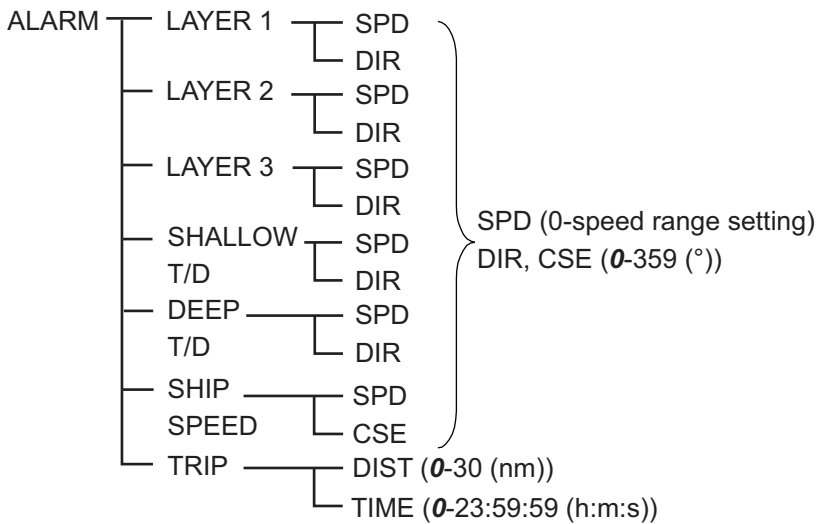 ALARM LAYER 1 SPD
DIR
LAYER 2 SPD
DIR
LAYER 3 SPD
DIR
SHALLOW SPD
T/D DIR
DEEP SPD
T/D DIR
SHIP SPD
SPEED CSE
SPD (0-speed range setting)
DIR, CSE (0-359 (°))
TRIP DIST (0-30 (nm))
TIME (0-23:59:59 (h:m:s))